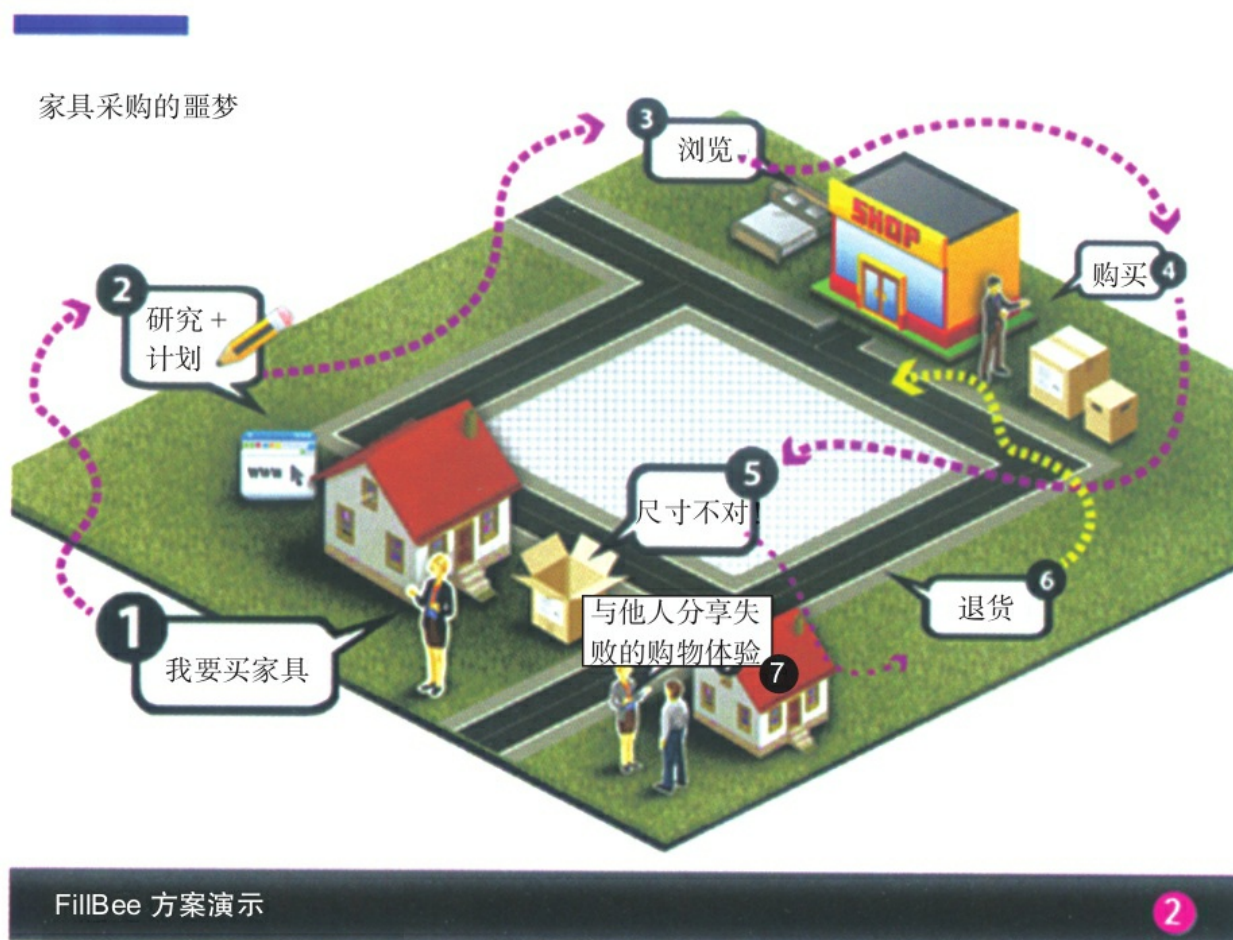 家具采购的噩梦
1
我要买家具
2
研究 +
计划
www
3
浏览
SHOP
4
购买
5
尺寸不对！
6
退货
与他人分享失
败的购物体验
7
FillBee 方案演示
2